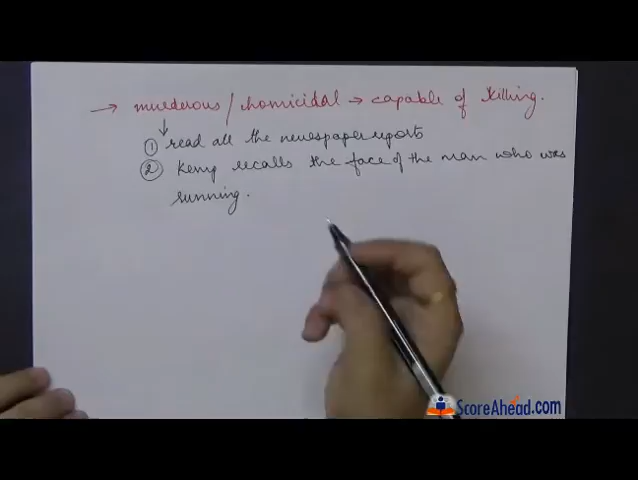 → murderous / homicidal → capable of killing.
① read all the newspaper reports
② Kemp recalls the face of the man who was
running.
ScoreAhead.com